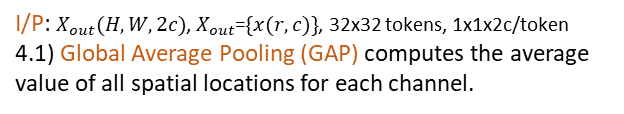 I/P: X_out(H, W, 2c), X_out={x(r, c)}, 32x32 tokens, 1x1x2c/token
4.1) Global Average Pooling (GAP) computes the average
value of all spatial locations for each channel.